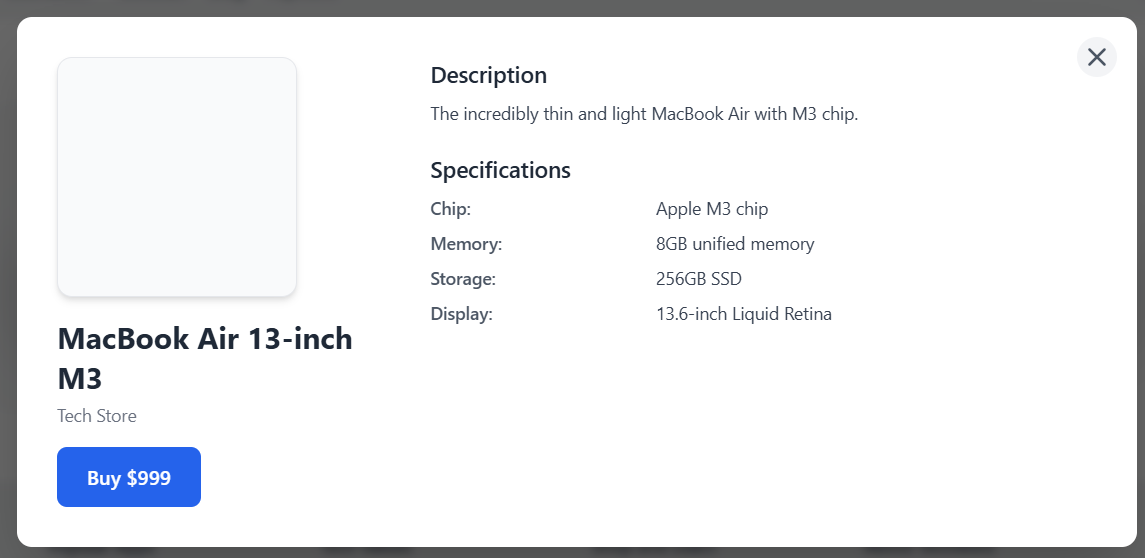 Description
The incredibly thin and light MacBook Air with M3 chip.
Specifications
Chip: Apple M3 chip
Memory: 8GB unified memory
Storage: 256GB SSD
Display: 13.6-inch Liquid Retina
MacBook Air 13-inch
M3
Tech Store
Buy $999